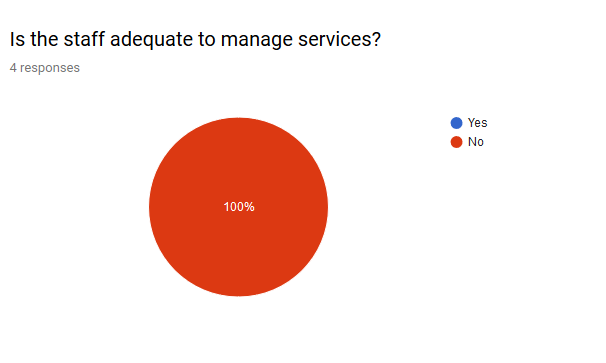 Is the staff adequate to manage services?
4 responses
Yes
No
100%